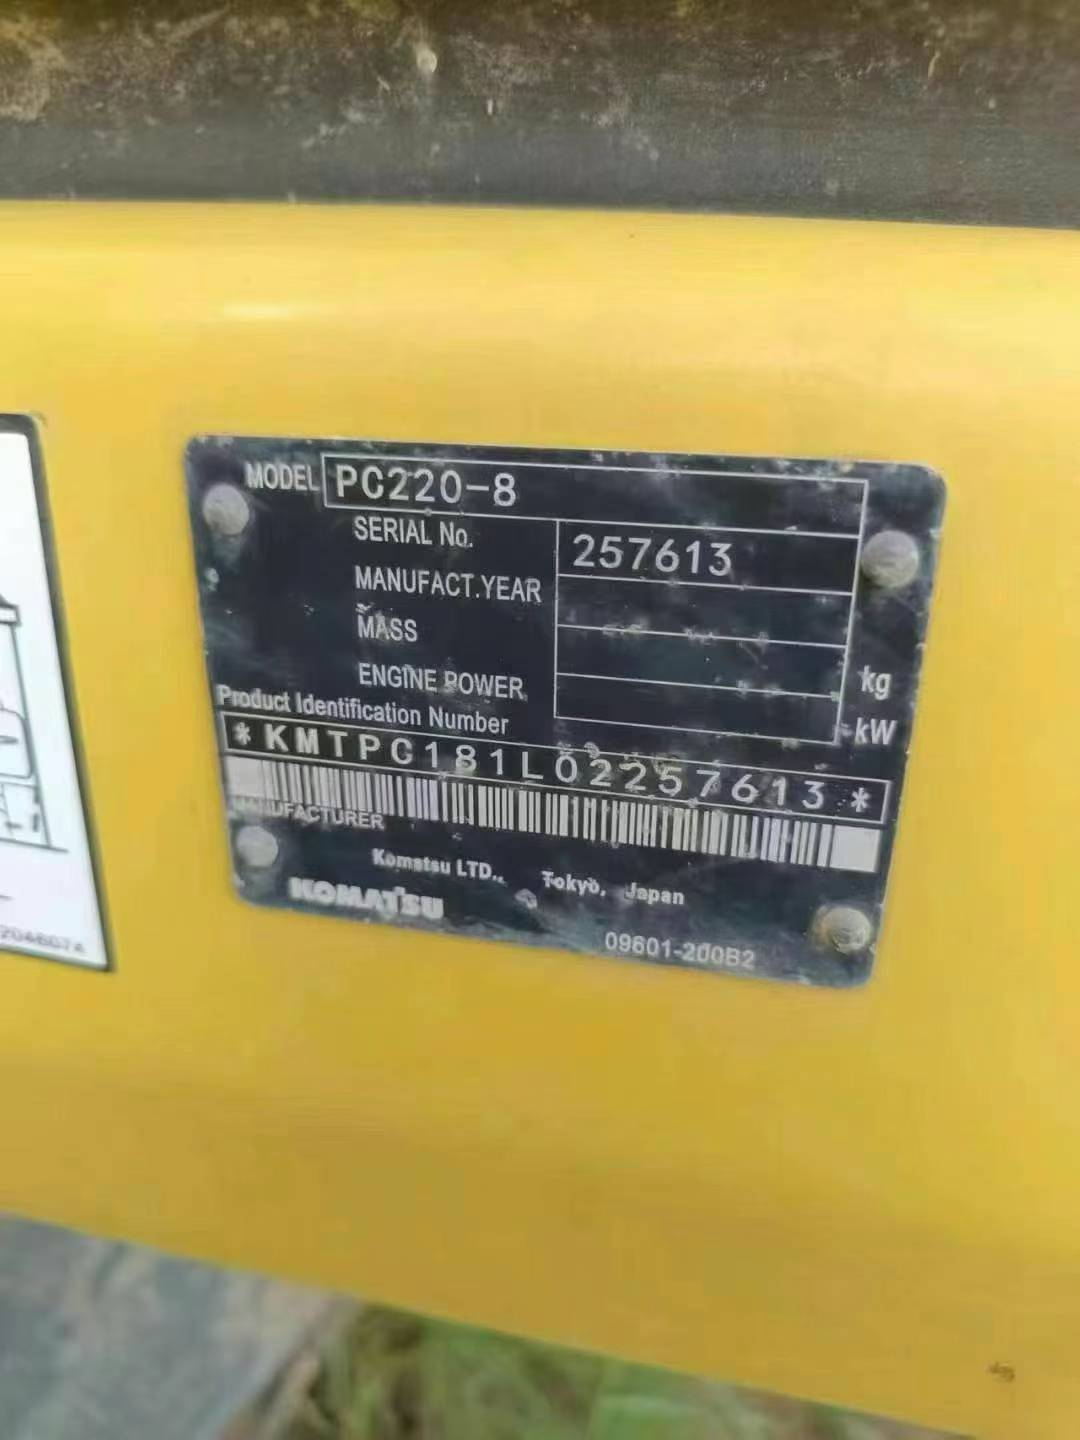 MODEL PC220-8
SERIAL No. 257613
MANUFACT.YEAR
MASS kg
ENGINE POWER kW
Product Identification Number
*KMTPC181L02257613*
MANUFACTURER
Komatsu LTD., Tokyo, Japan
KOMATSU
09601-200B2
2046074